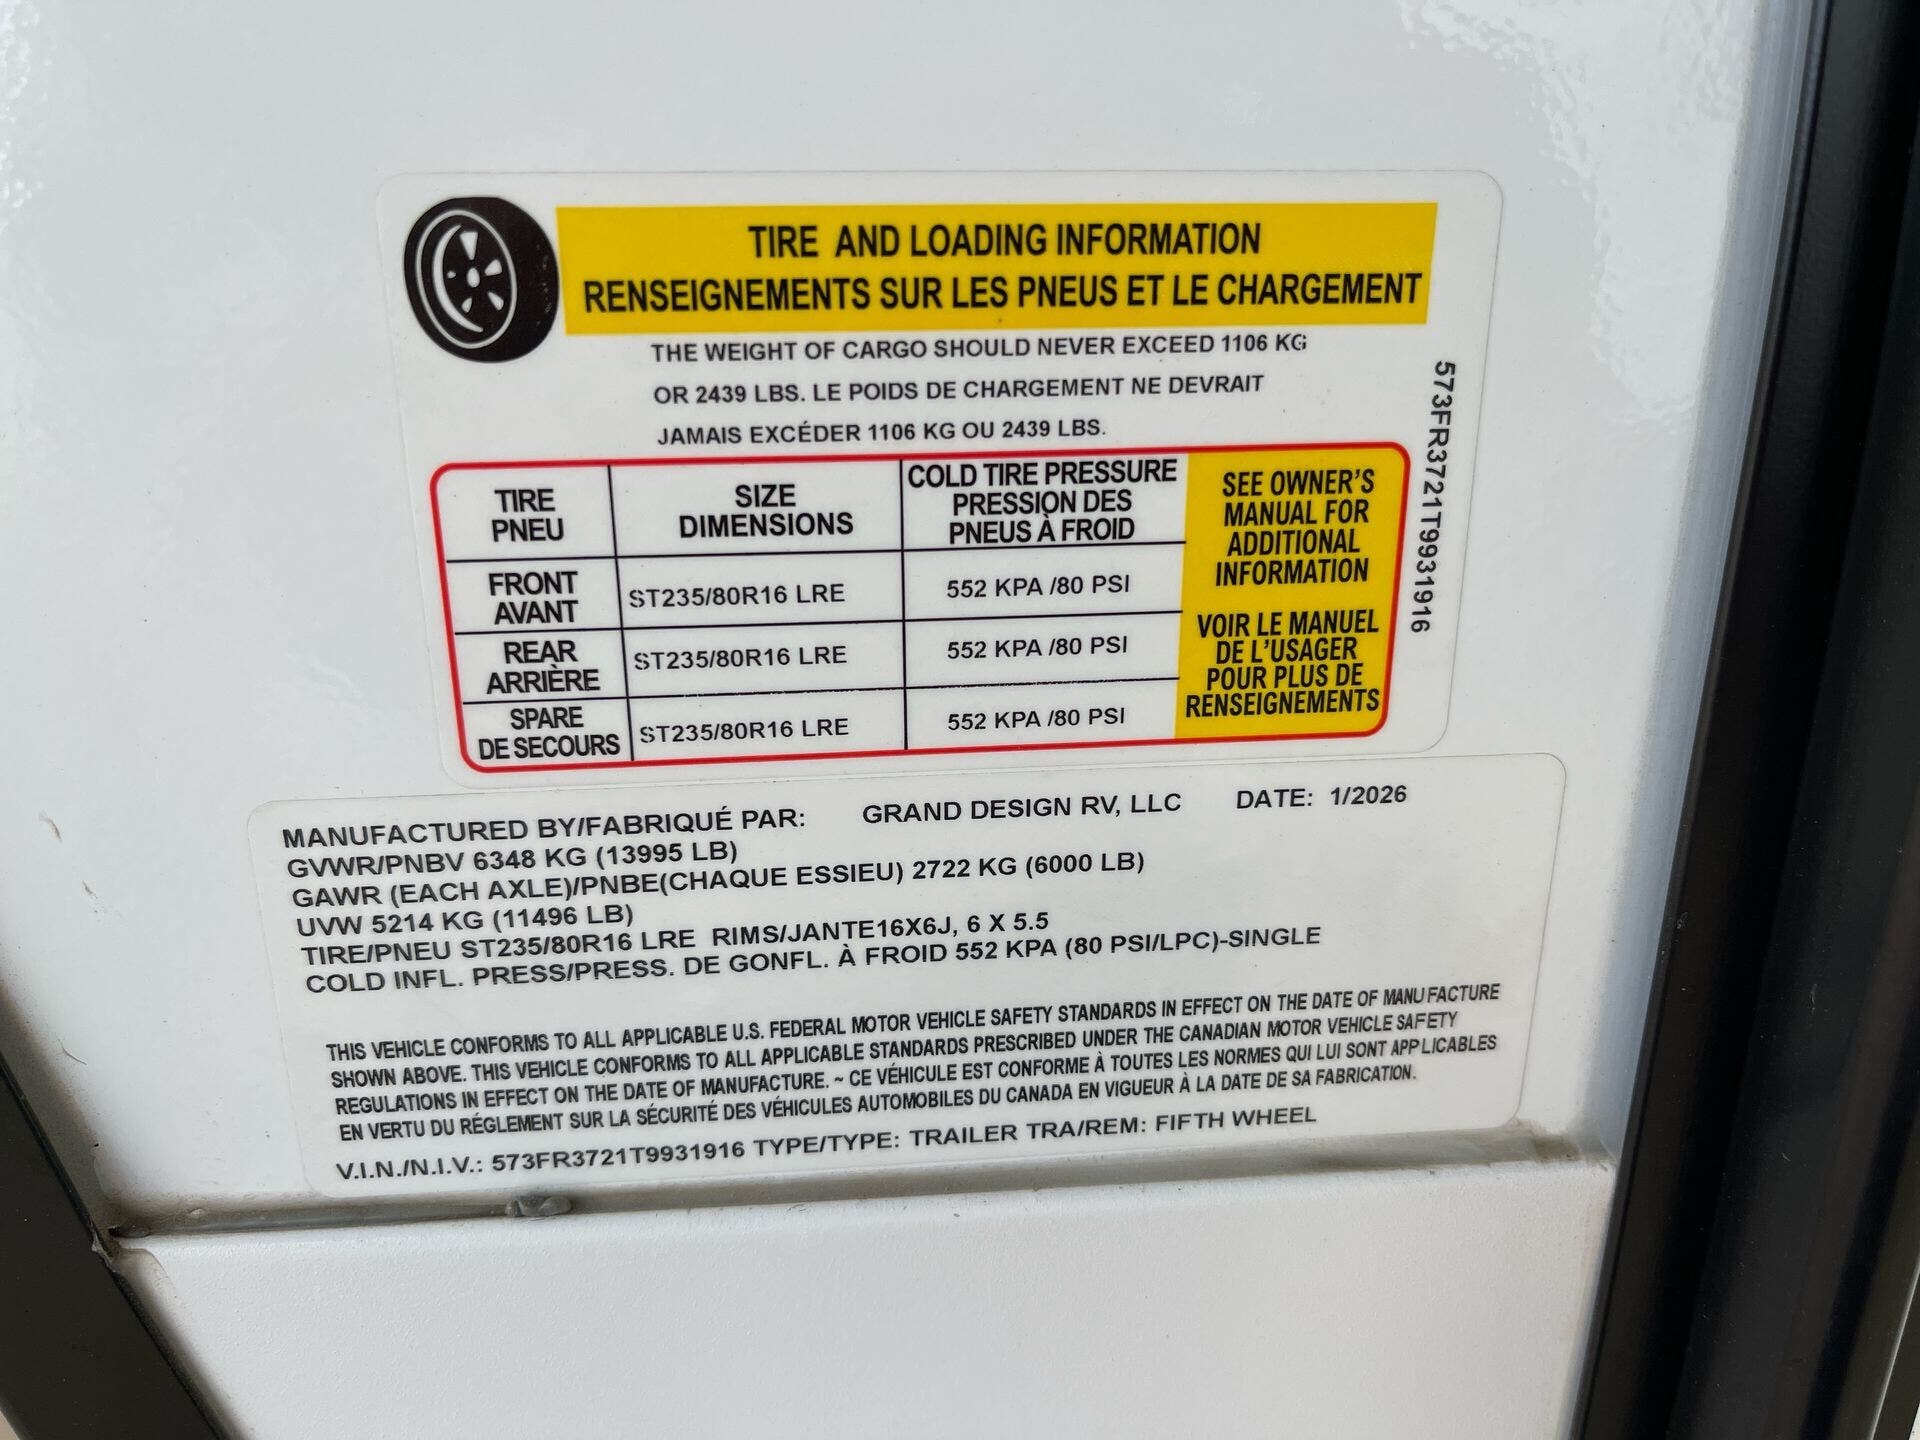 TIRE AND LOADING INFORMATION
RENSEIGNEMENTS SUR LES PNEUS ET LE CHARGEMENT
THE WEIGHT OF CARGO SHOULD NEVER EXCEED 1106 KG
OR 2439 LBS. LE POIDS DE CHARGEMENT NE DEVRAIT
JAMAIS EXCÉDER 1106 KG OU 2439 LBS.
TIRE
PNEU
SIZE
DIMENSIONS
COLD TIRE PRESSURE
PRESSION DES
PNEUS À FROID
FRONT
AVANT
ST235/80R16 LRE
552 KPA /80 PSI
REAR
ARRIÈRE
ST235/80R16 LRE
552 KPA /80 PSI
SPARE
DE SECOURS
ST235/80R16 LRE
552 KPA /80 PSI
SEE OWNER'S
MANUAL FOR
ADDITIONAL
INFORMATION
VOIR LE MANUEL
DE L'USAGER
POUR PLUS DE
RENSEIGNEMENTS
573FR3721T9931916
MANUFACTURED BY/FABRIQUÉ PAR: GRAND DESIGN RV, LLC DATE: 1/2026
GVWR/PNBV 6348 KG (13995 LB)
GAWR (EACH AXLE)/PNBE(CHAQUE ESSIEU) 2722 KG (6000 LB)
UVW 5214 KG (11496 LB)
TIRE/PNEU ST235/80R16 LRE RIMS/JANTE16X6J, 6 X 5.5
COLD INFL. PRESS/PRESS. DE GONFL. À FROID 552 KPA (80 PSI/LPC)-SINGLE
THIS VEHICLE CONFORMS TO ALL APPLICABLE U.S. FEDERAL MOTOR VEHICLE SAFETY STANDARDS IN EFFECT ON THE DATE OF MANUFACTURE
SHOWN ABOVE. THIS VEHICLE CONFORMS TO ALL APPLICABLE STANDARDS PRESCRIBED UNDER THE CANADIAN MOTOR VEHICLE SAFETY
REGULATIONS IN EFFECT ON THE DATE OF MANUFACTURE. ~ CE VÉHICULE EST CONFORME À TOUTES LES NORMES QUI LUI SONT APPLICABLES
EN VERTU DU RÉGLEMENT SUR LA SÉCURITÉ DES VÉHICULES AUTOMOBILES DU CANADA EN VIGUEUR À LA DATE DE SA FABRICATION.
V.I.N./N.I.V.: 573FR3721T9931916 TYPE/TYPE: TRAILER TRA/REM: FIFTH WHEEL